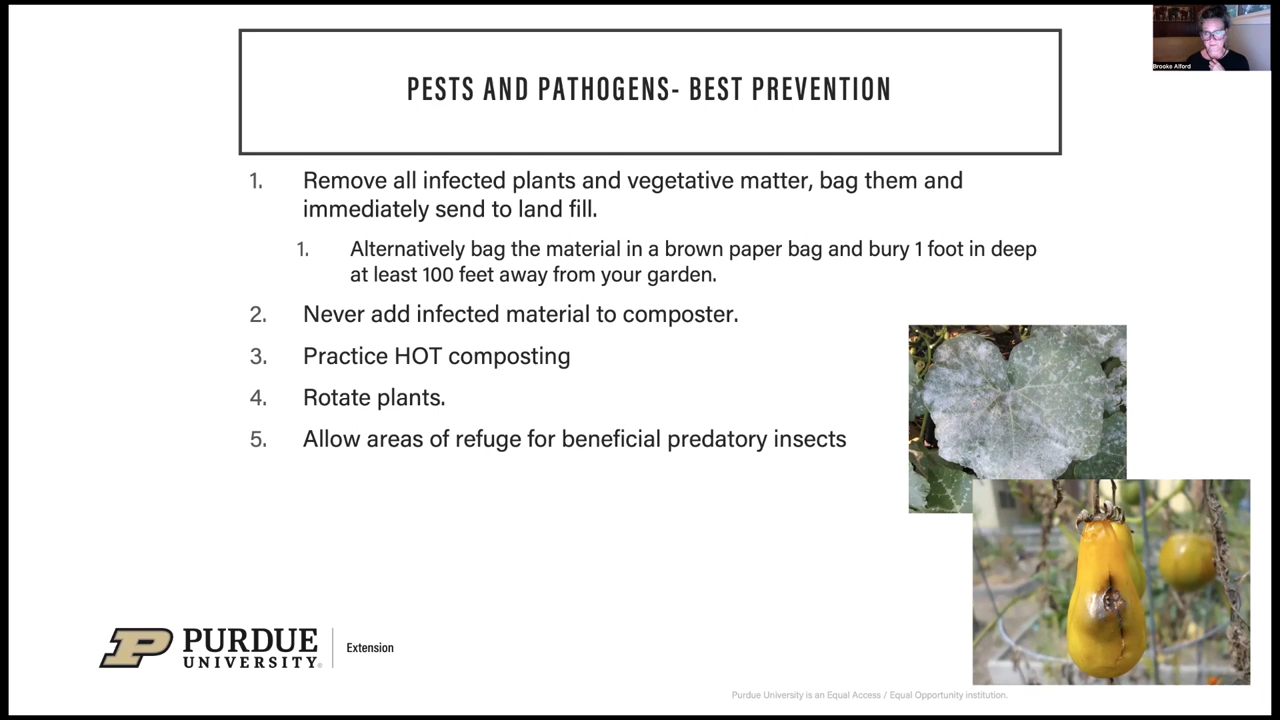 PESTS AND PATHOGENS- BEST PREVENTION
Brooke Alford
1. Remove all infected plants and vegetative matter, bag them and
immediately send to land fill.
1. Alternatively bag the material in a brown paper bag and bury 1 foot in deep
at least 100 feet away from your garden.
2. Never add infected material to composter.
3. Practice HOT composting
4. Rotate plants.
5. Allow areas of refuge for beneficial predatory insects
P PURDUE
UNIVERSITY®
Extension
Purdue University is an Equal Access / Equal Opportunity institution.